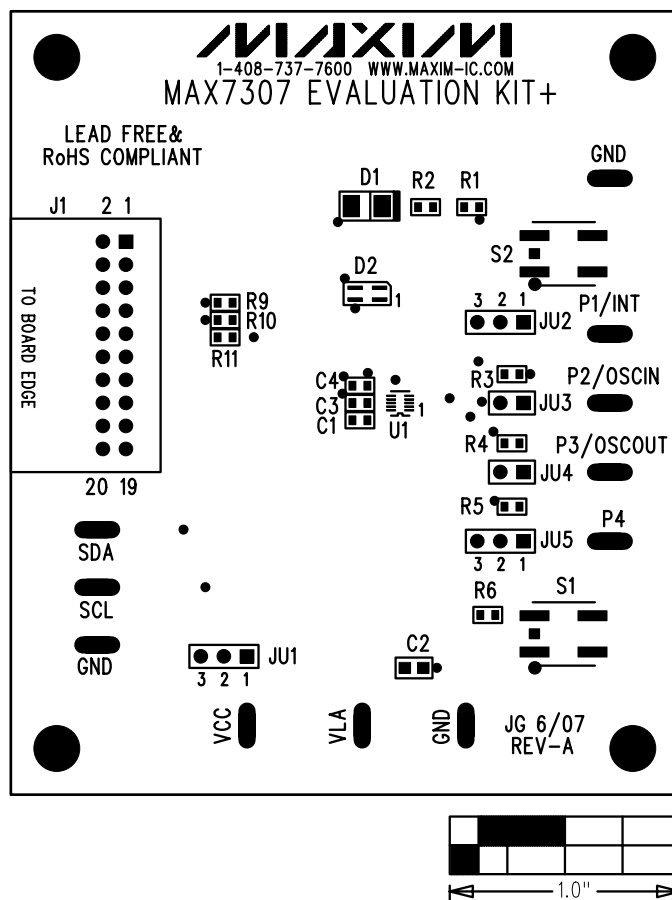 MAXIM
1-408-737-7600 WWW.MAXIM-IC.COM
MAX7307 EVALUATION KIT+
LEAD FREE&
RoHS COMPLIANT
GND
J1 2 1
D1 R2 R1
S2
D2
1
TO BOARD EDGE
R9
R10
R11
3 2 1
JU2
P1/INT
C4
C3
C1
U1
1
R3
JU3
P2/OSCIN
R4
JU4
P3/OSCOUT
20 19
R5
JU5
3 2 1
P4
SDA
SCL
GND
R6
S1
JU1
3 2 1
C2
VCC
VLA
GND
JG 6/07
REV-A
1.0"